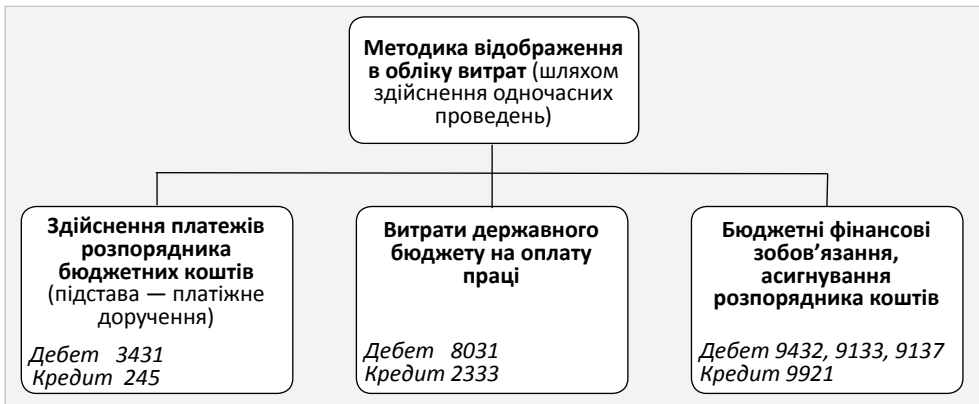 Методика відображення
в обліку витрат (шляхом
здійснення одночасних
проведень)
Здійснення платежів
розпорядника
бюджетних коштів
(підстава — платіжне
доручення)
Дебет 3431
Кредит 245
Витрати державного
бюджету на оплату
праці
Дебет 8031
Кредит 2333
Бюджетні фінансові
зобов’язання,
асигнування
розпорядника коштів
Дебет 9432, 9133, 9137
Кредит 9921